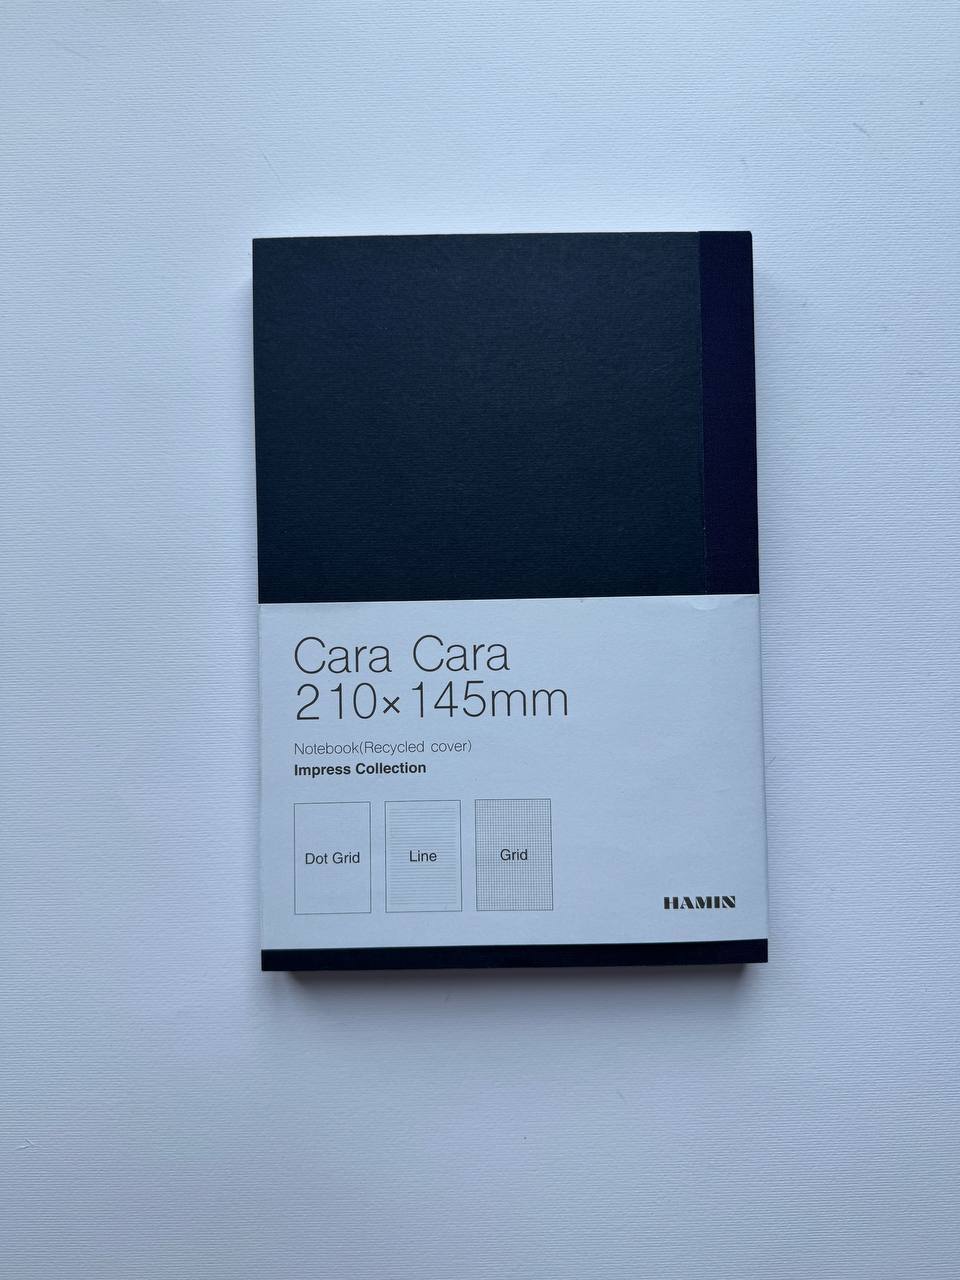 Cara Cara
210×145mm
Notebook(Recycled cover)
Impress Collection
Dot Grid
Line
Grid
HAMIN